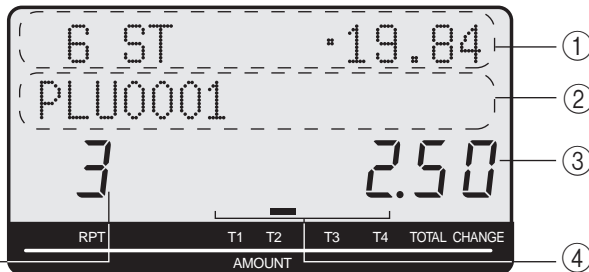 6 ST ·19.84 ①
PLU0001 ②
3 2.50 ③
RPT T1 T2 T3 T4 TOTAL CHANGE
AMOUNT ④